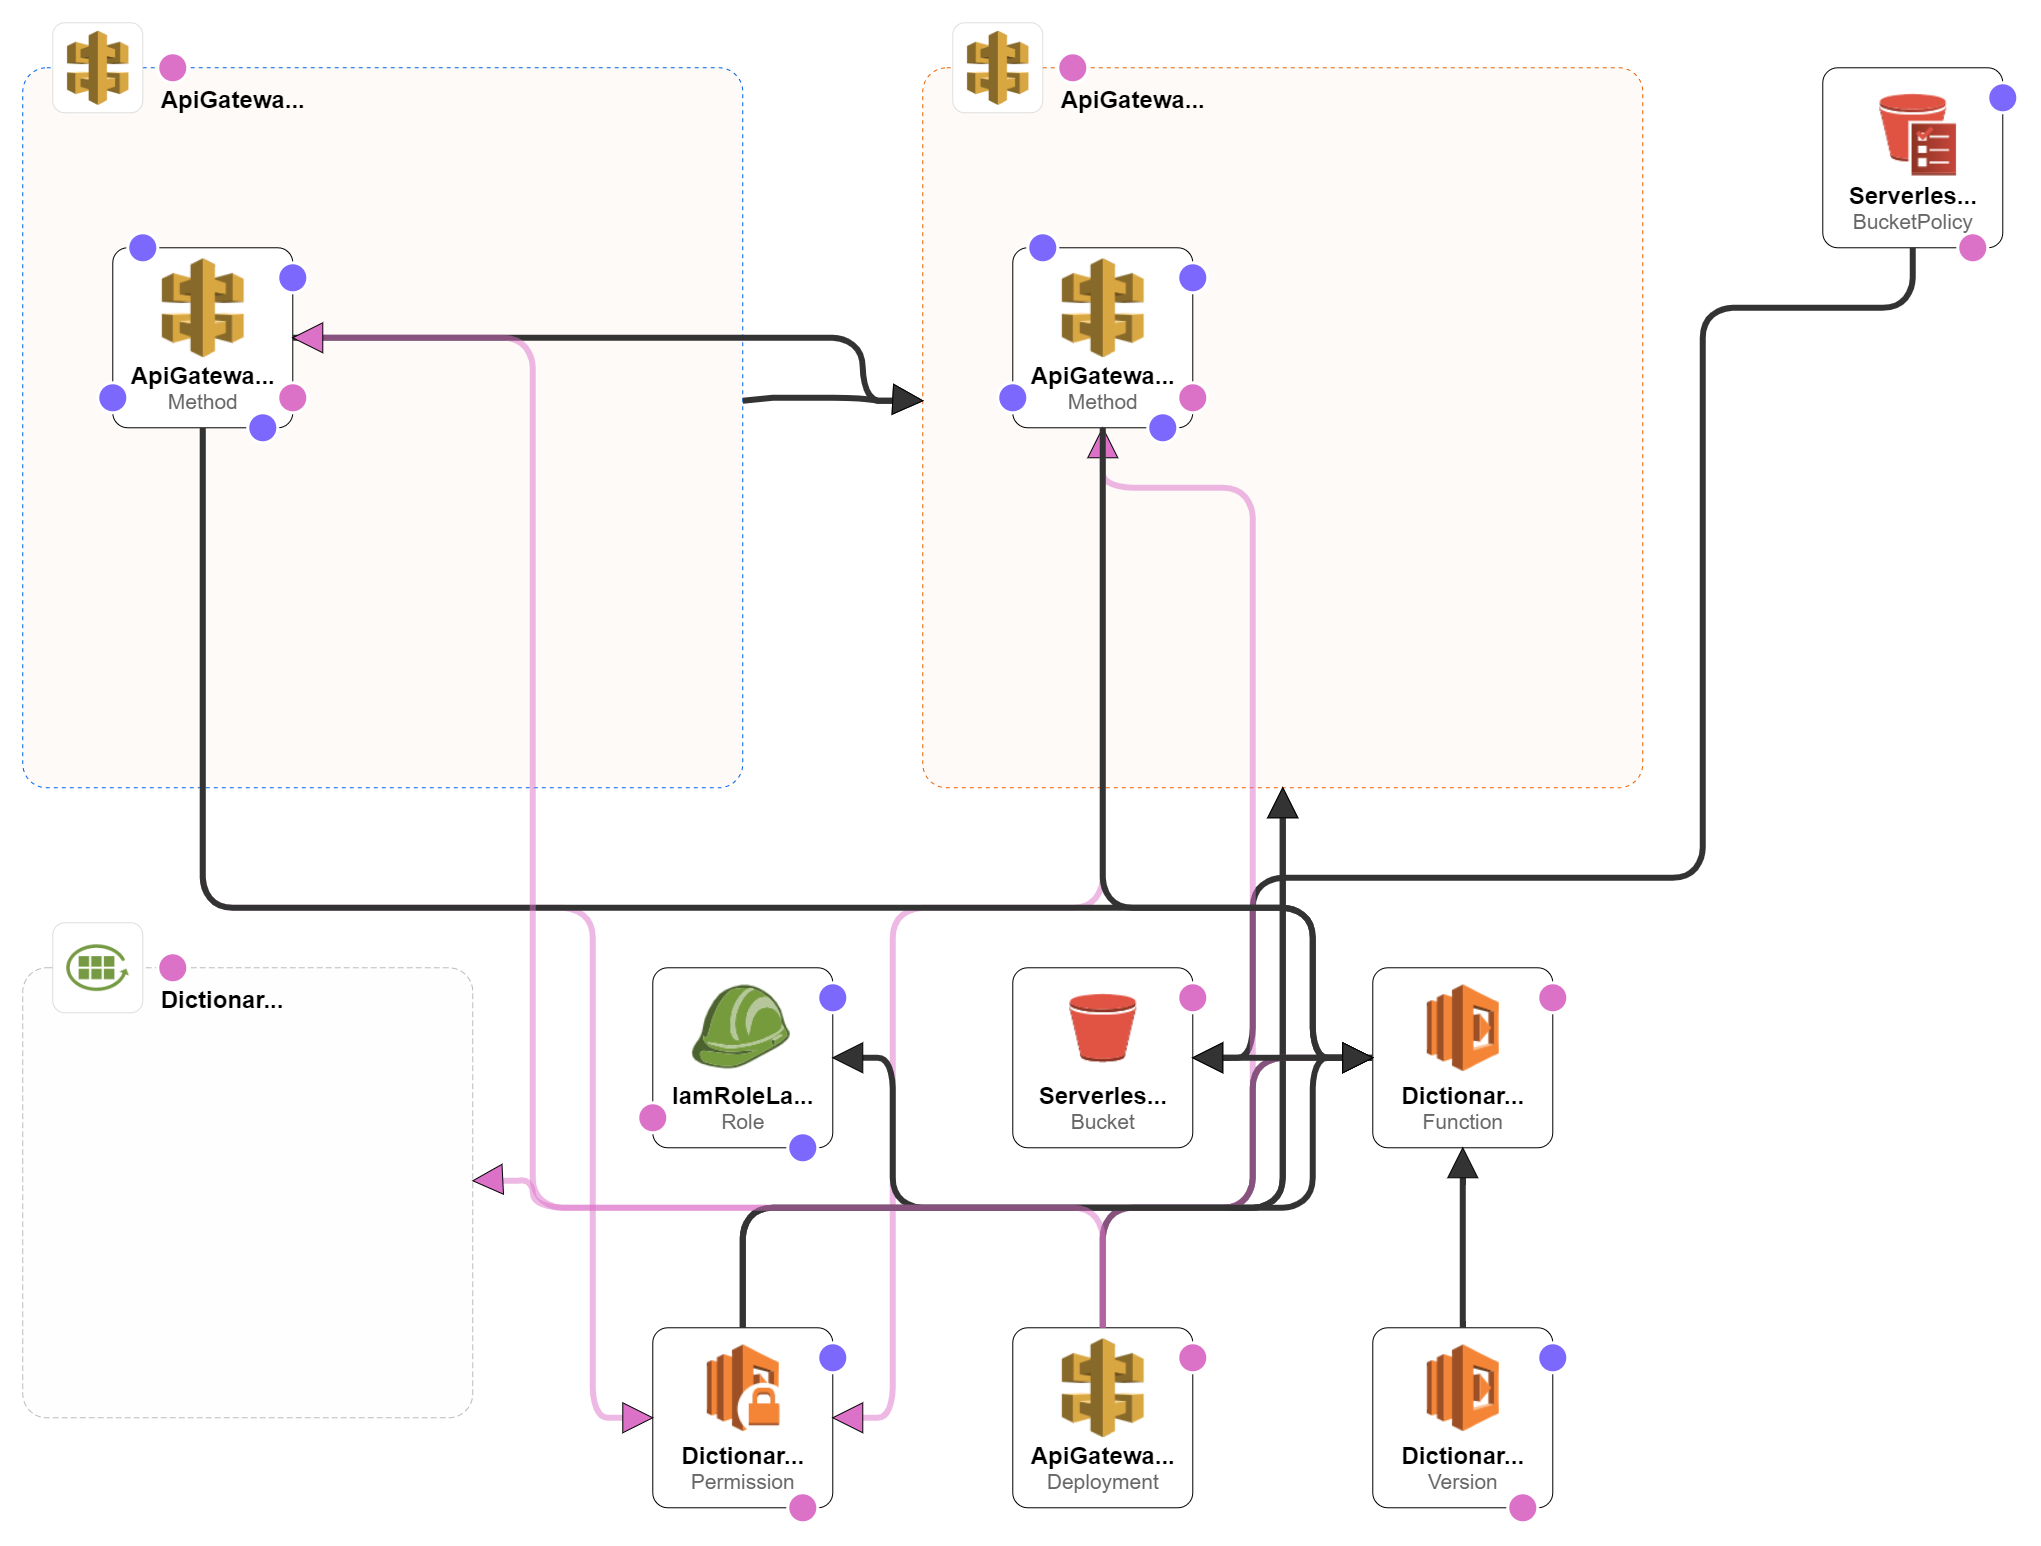 ApiGatewa...
ApiGatewa...
Serverles...
BucketPolicy
ApiGatewa...
Method
ApiGatewa...
Method
Dictionar...
IamRoleLa...
Role
Serverles...
Bucket
Dictionar...
Function
Dictionar...
Permission
ApiGatewa...
Deployment
Dictionar...
Version